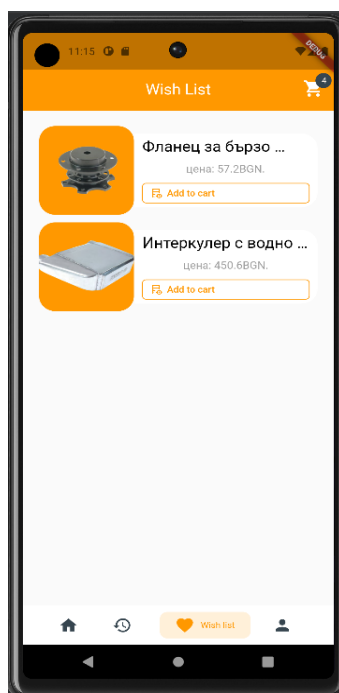 11:15
DEBUG
Wish List
4
Фланец за бързо ...
цена: 57.2BGN.
Add to cart
Интеркулер с водно ...
цена: 450.6BGN.
Add to cart
Wish list